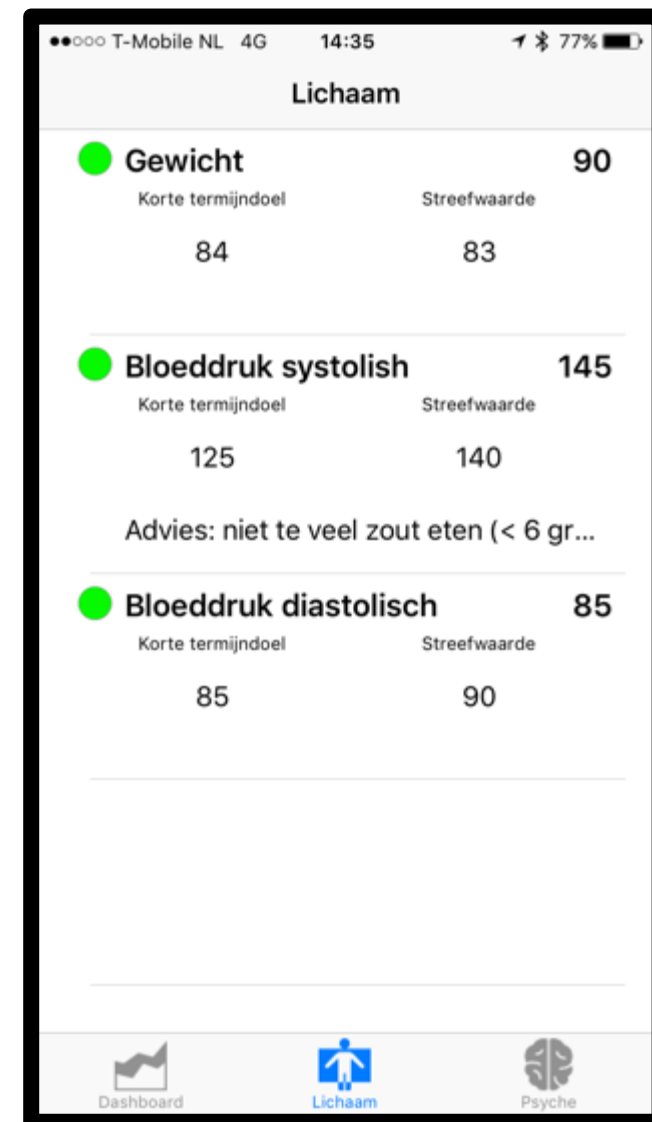 T-Mobile NL 4G 14:35 77%
Lichaam
Gewicht 90
Korte termijndoel Streefwaarde
84 83
Bloeddruk systolish 145
Korte termijndoel Streefwaarde
125 140
Advies: niet te veel zout eten (< 6 gr...
Bloeddruk diastolisch 85
Korte termijndoel Streefwaarde
85 90
Dashboard Lichaam Psyche